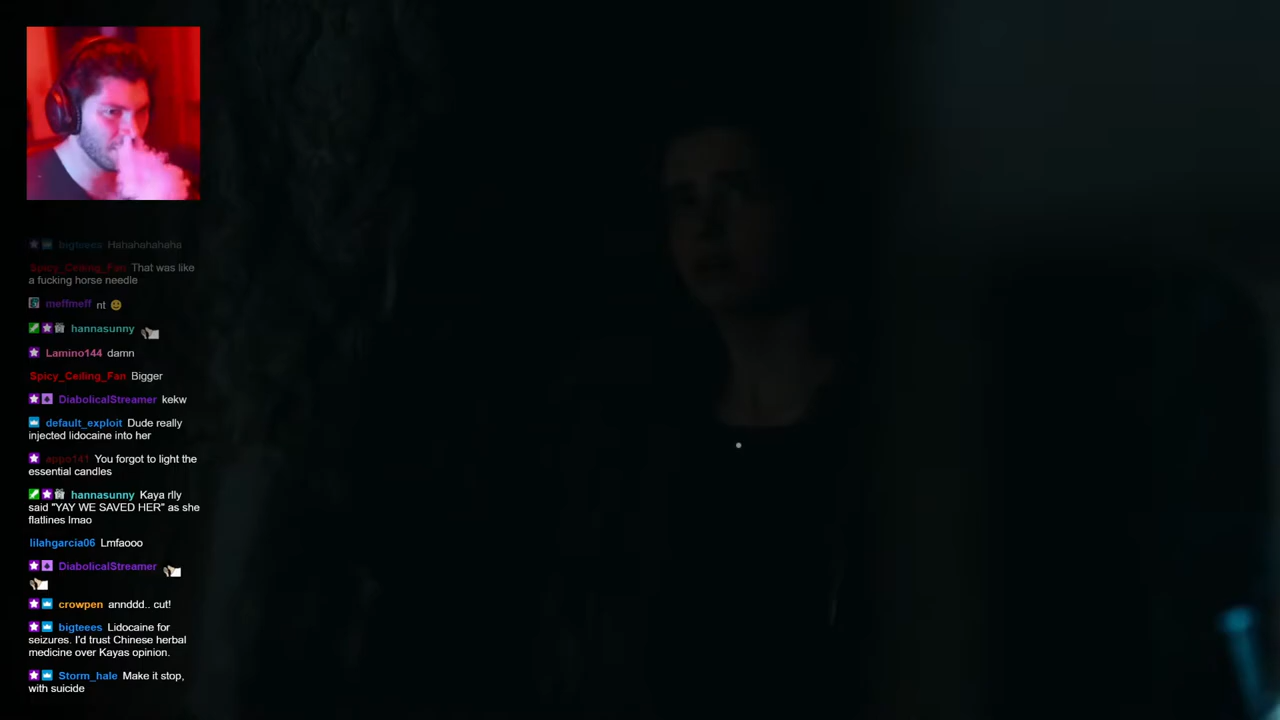 bigteees Hahahahahaha
Spicy_Ceiling_Fan That was like
a fucking horse needle
meffmeff nt
hannasunny
Lamino144 damn
Spicy_Ceiling_Fan Bigger
DiabolicalStreamer kekw
default_exploit Dude really
injected lidocaine into her
appo141 You forgot to light the
essential candles
hannasunny Kaya rlly
said "YAY WE SAVED HER" as she
flatlines lmao
lilahgarcia06 Lmfaooo
DiabolicalStreamer
crowpen annddd.. cut!
bigteees Lidocaine for
seizures. I'd trust Chinese herbal
medicine over Kayas opinion.
Storm_hale Make it stop,
with suicide